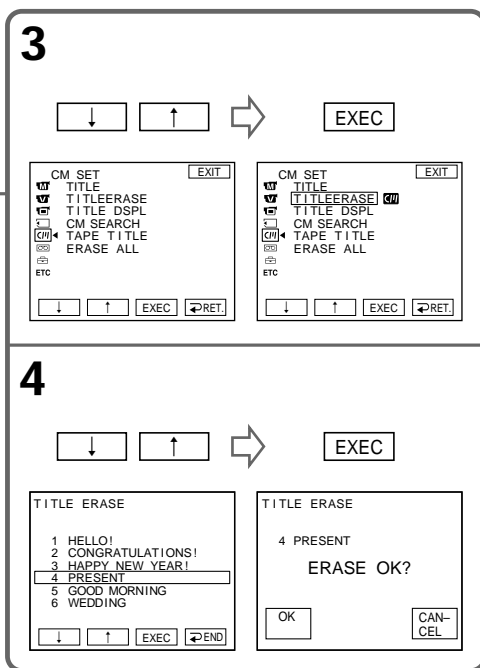 3
↓ ↑ EXEC
CM SET EXIT
TITLE
TITLEERASE
TITLE DSPL
CM SEARCH
TAPE TITLE
ERASE ALL
ETC
↓ ↑ EXEC RET.
CM SET EXIT
TITLE
TITLEERASE
TITLE DSPL
CM SEARCH
TAPE TITLE
ERASE ALL
ETC
↓ ↑ EXEC RET.
4
↓ ↑ EXEC
TITLE ERASE
1 HELLO!
2 CONGRATULATIONS!
3 HAPPY NEW YEAR!
4 PRESENT
5 GOOD MORNING
6 WEDDING
↓ ↑ EXEC END
TITLE ERASE
4 PRESENT
ERASE OK?
OK
CAN–
CEL